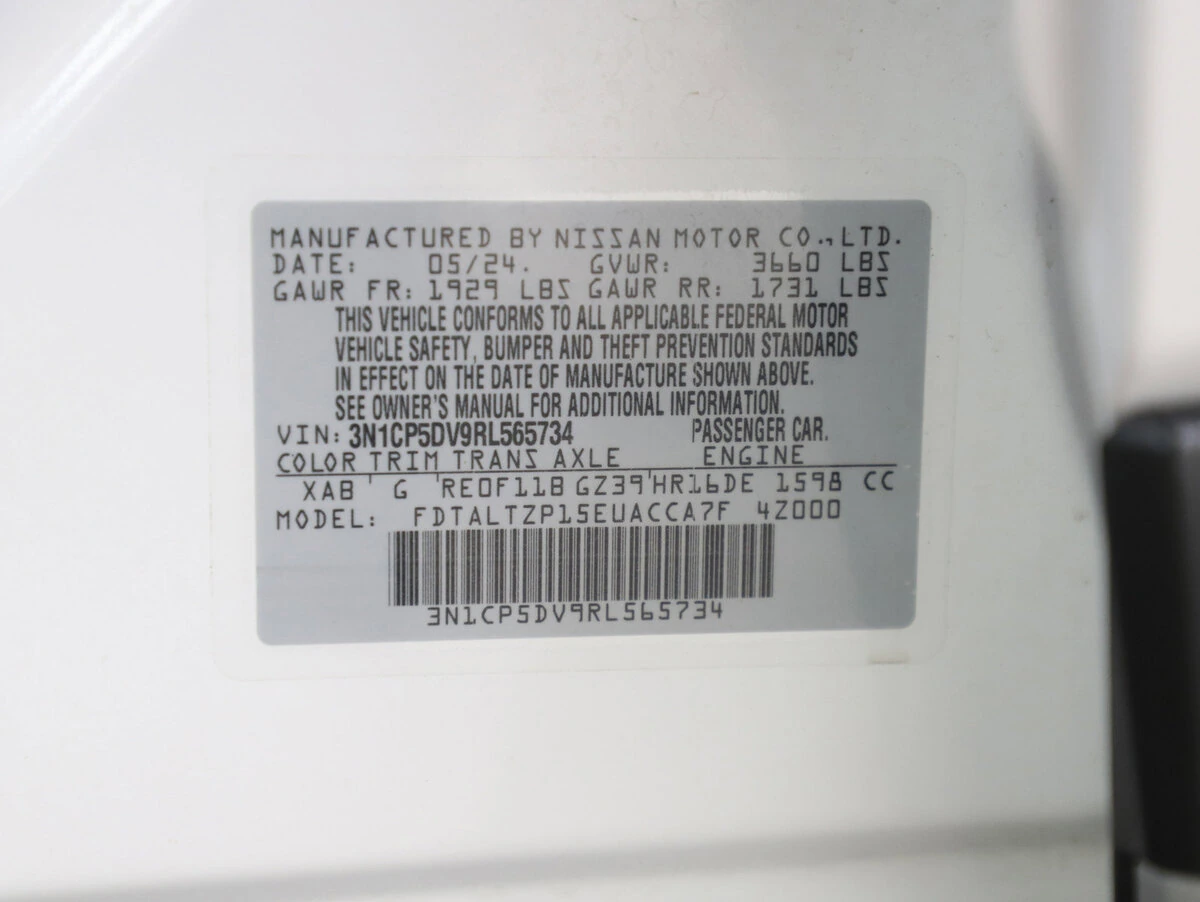 MANUFACTURED BY NISSAN MOTOR CO., LTD.
DATE: 05/24. GVWR: 3660 LBS
GAWR FR: 1929 LBS GAWR RR: 1731 LBS
THIS VEHICLE CONFORMS TO ALL APPLICABLE FEDERAL MOTOR
VEHICLE SAFETY, BUMPER AND THEFT PREVENTION STANDARDS
IN EFFECT ON THE DATE OF MANUFACTURE SHOWN ABOVE.
SEE OWNER'S MANUAL FOR ADDITIONAL INFORMATION.
VIN: 3N1CP5DV9RL565734 PASSENGER CAR.
COLOR TRIM TRANS AXLE ENGINE
XAB G RE0F11B GZ39 HR16DE 1598 CC
MODEL: FDTALTZP15EUACCA7F 4Z000
3N1CP5DV9RL565734